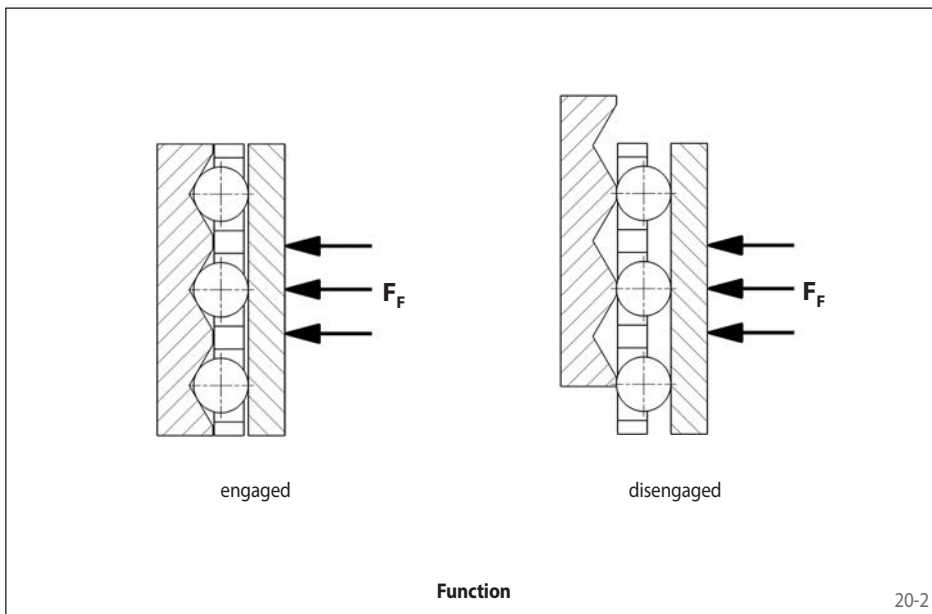 F_F
F_F
engaged
disengaged
Function
20-2